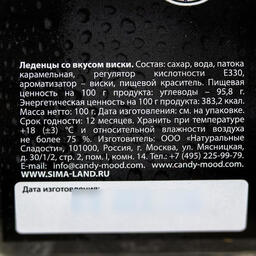 Леденцы со вкусом виски. Состав: сахар, вода, патока
карамельная, регулятор кислотности Е330,
ароматизатор – виски, пищевой краситель. Пищевая
ценность на 100 г продукта: углеводы – 95,8 г.
Энергетическая ценность на 100 г продукта: 383,2 ккал.
Масса нетто: 100 г. Дата изготовления: см. на упаковке.
Срок годности: 12 месяцев. Хранить при температуре
+18 (±3) °С и относительной влажности воздуха
не более 75 %. Изготовитель: ООО «Натуральные
Сладости», 101000, Россия, г. Москва, ул. Мясницкая,
д. 30/1/2, стр. 2, пом. I, комн. 14. Тел.: +7 (495) 225-99-79.
E-mail: info@candy-mood.com, www.candy-mood.com
WWW.SIMA-LAND.RU
Дата изготовления: